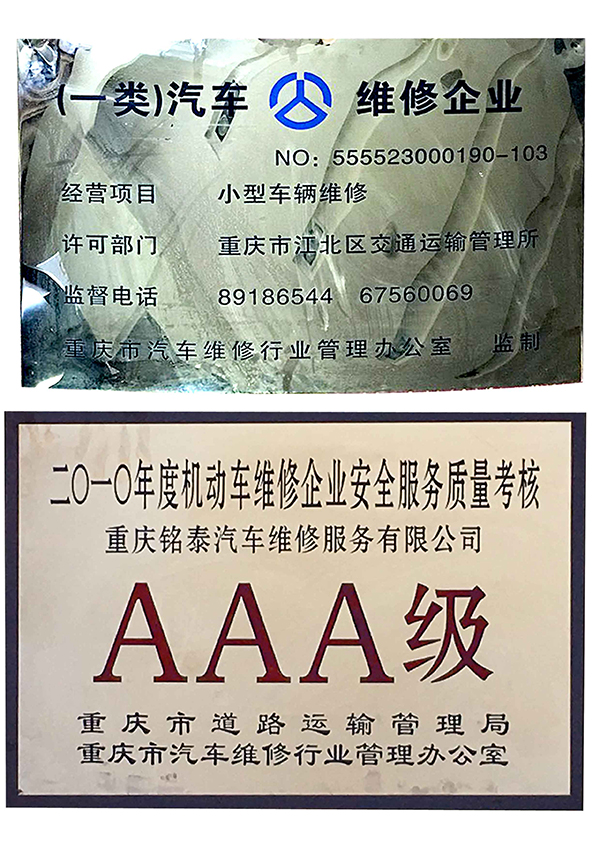 (一类)汽车 维修企业
NO: 555523000190-103
经营项目 小型车辆维修
许可部门 重庆市江北区交通运输管理所
监督电话 89186544 67560069
重庆市汽车维修行业管理办公室 监制
二〇一〇年度机动车维修企业安全服务质量考核
重庆铭泰汽车维修服务有限公司
AAA级
重庆市道路运输管理局
重庆市汽车维修行业管理办公室